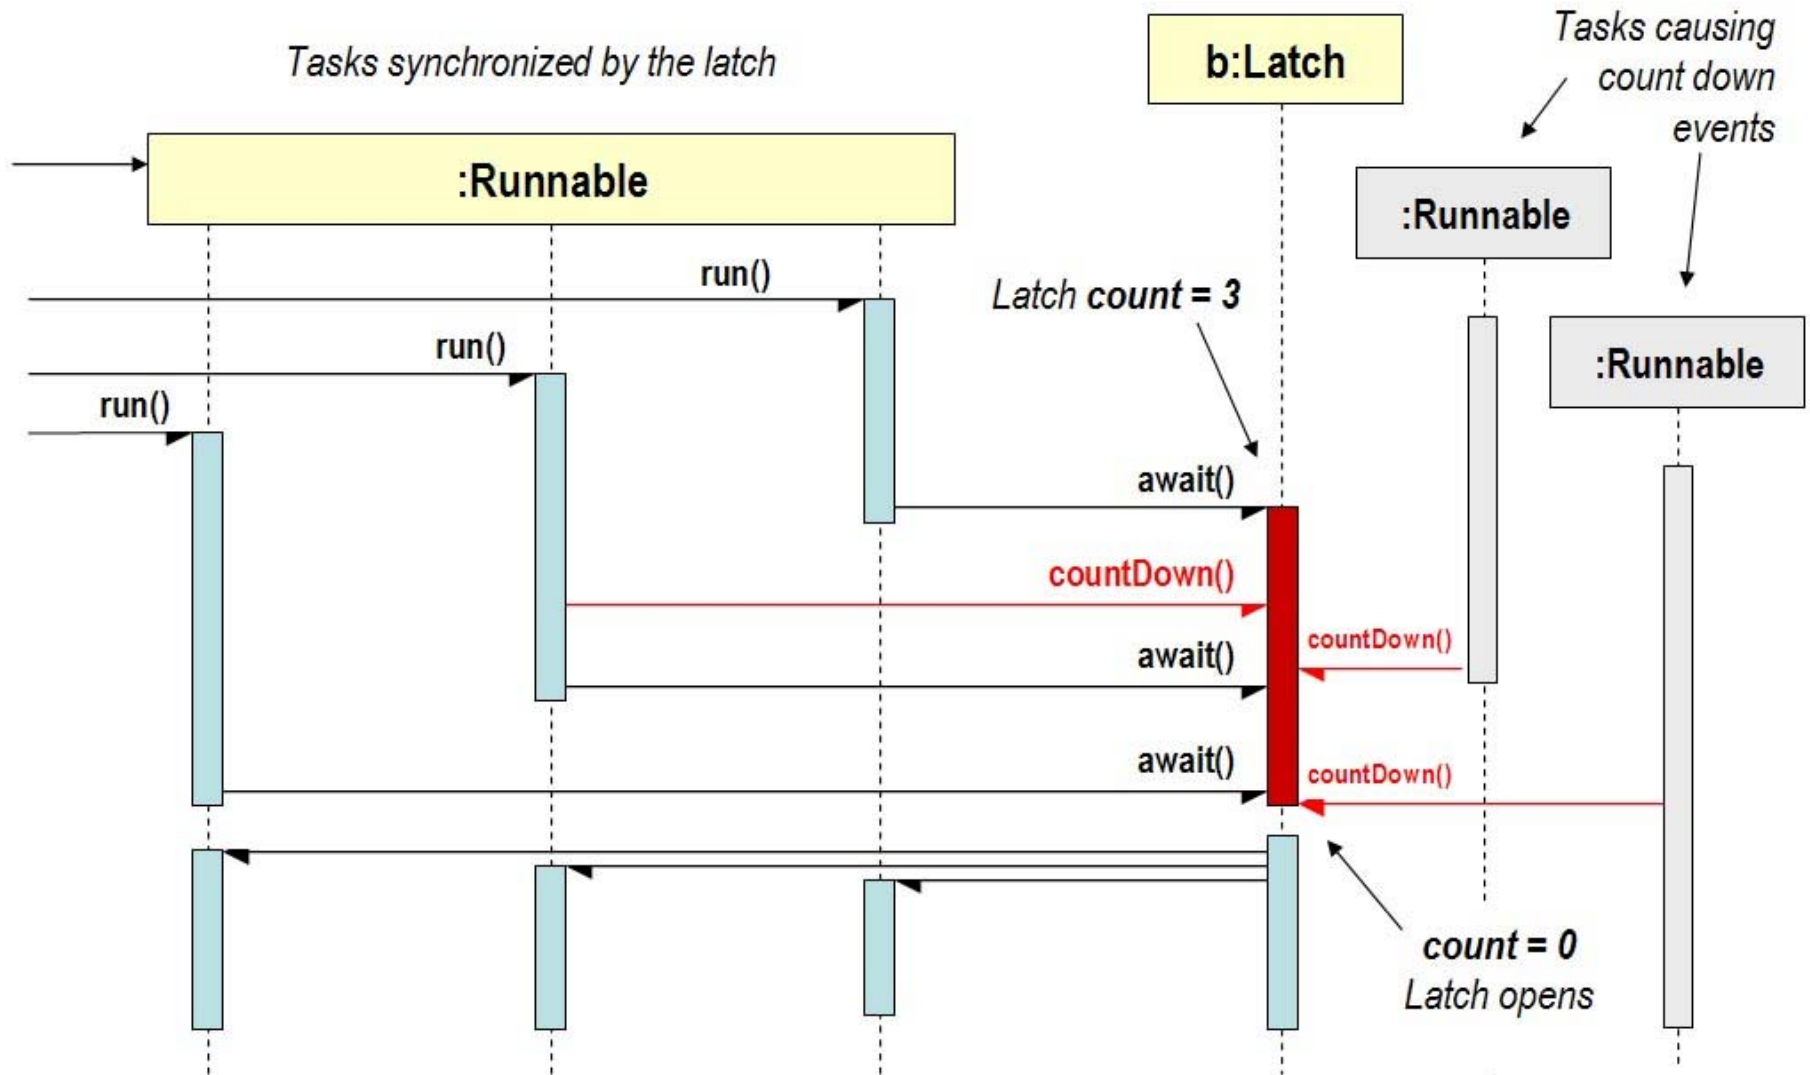 Tasks synchronized by the latch
b:Latch
Tasks causing
count down
events
:Runnable
:Runnable
:Runnable
run()
run()
run()
Latch count = 3
await()
countDown()
countDown()
await()
await()
countDown()
count = 0
Latch opens